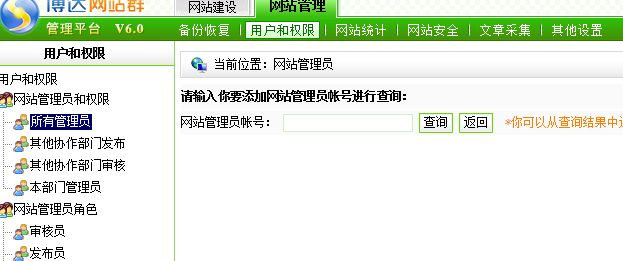 博达网站群 网站建设 网站管理
管理平台 V6.0 备份恢复 用户和权限 网站统计 网站安全 文章采集 其他设置
用户和权限
当前位置：网站管理员
用户和权限
网站管理员和权限
所有管理员
其他协作部门发布
其他协作部门审核
本部门管理员
网站管理员角色
审核员
发布员
请输入你要添加网站管理员帐号进行查询：
网站管理员帐号： 查询 返回 *你可以从查询结果中